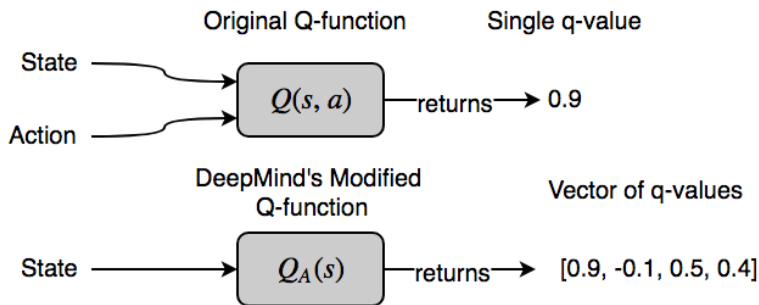 Original Q-function
Single q-value
State
Action
Q(s, a)
returns
0.9
DeepMind's Modified
Q-function
Vector of q-values
State
Q_A(s)
returns
[0.9, -0.1, 0.5, 0.4]